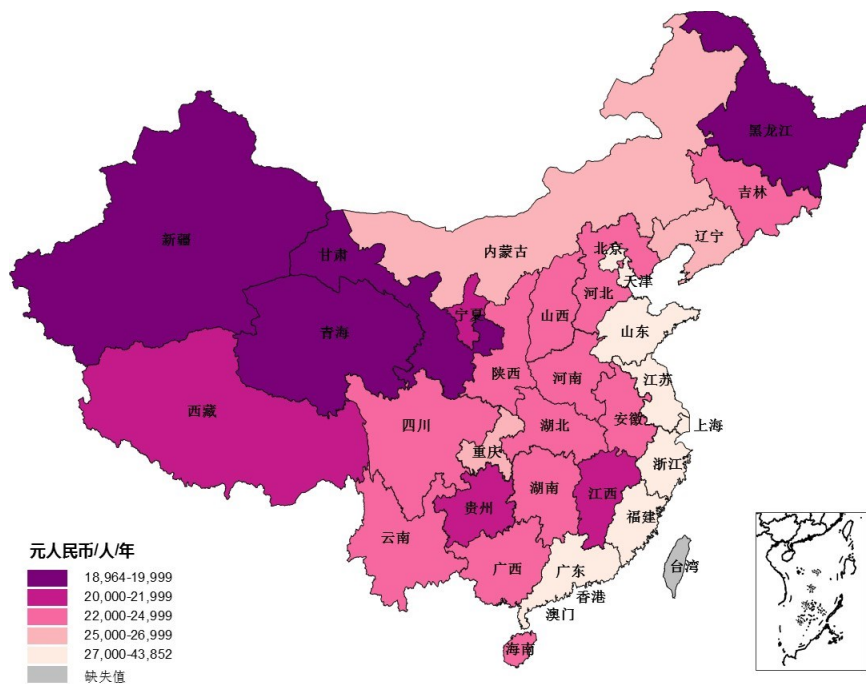 黑龙江
吉林
辽宁
内蒙古
新疆
甘肃
北京
天津
河北
宁夏
山西
青海
山东
陕西
河南
江苏
西藏
四川
安徽
湖北
上海
重庆
浙江
湖南
江西
贵州
福建
云南
广西
广东
台湾
香港
澳门
海南
元人民币/人/年
18,964-19,999
20,000-21,999
22,000-24,999
25,000-26,999
27,000-43,852
缺失值